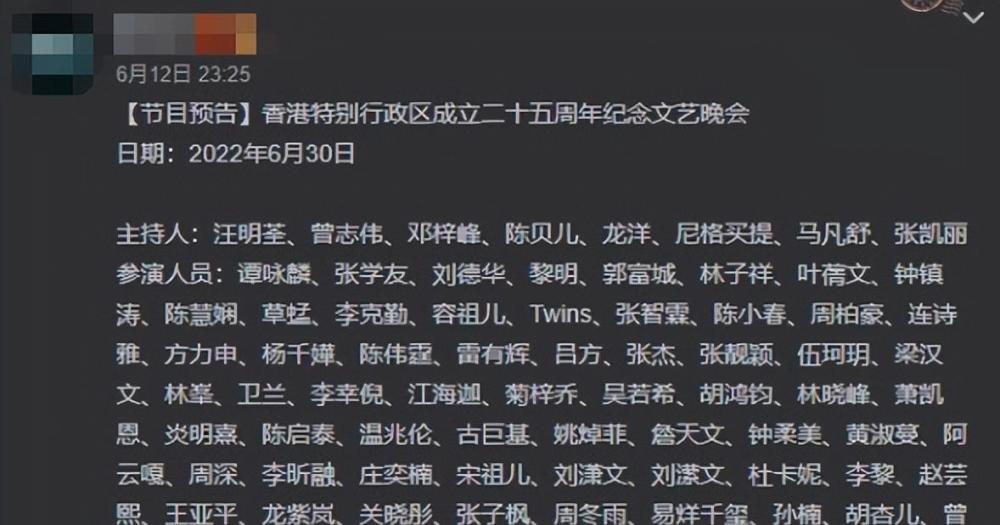 6月12日 23:25
【节目预告】香港特别行政区成立二十五周年纪念文艺晚会
日期：2022年6月30日
主持人：汪明荃、曾志伟、邓梓峰、陈贝儿、龙洋、尼格买提、马凡舒、张凯丽
参演人员：谭咏麟、张学友、刘德华、黎明、郭富城、林子祥、叶蒨文、钟镇
涛、陈慧娴、草蜢、李克勤、容祖儿、Twins、张智霖、陈小春、周柏豪、连诗
雅、方力申、杨千嬅、陈伟霆、雷有辉、吕方、张杰、张靓颖、伍珂玥、梁汉
文、林峯、卫兰、李幸倪、江海迦、菊梓乔、吴若希、胡鸿钧、林晓峰、萧凯
恩、炎明熹、陈启泰、温兆伦、古巨基、姚焯菲、詹天文、钟柔美、黄淑蔓、阿
云嘎、周深、李昕融、庄奕楠、宋祖儿、刘潇文、刘潆文、杜卡妮、李黎、赵芸
熙、王亚平、龙紫岚、关晓彤、张子枫、周冬雨、易烊千玺、孙楠、胡杏儿、曾